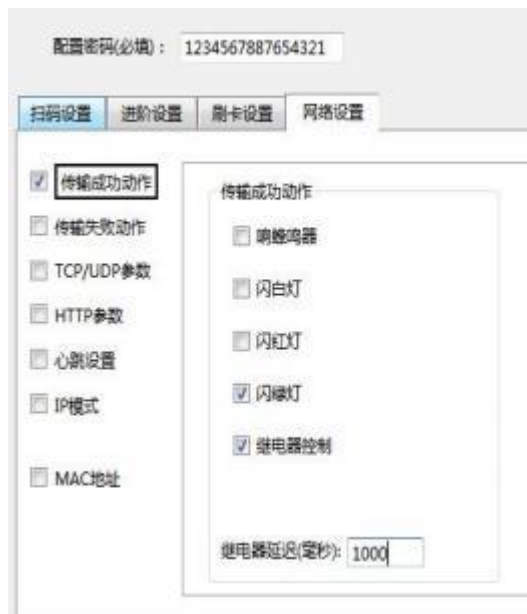 配置密码(必填): 1234567887654321
扫码设置 进阶设置 刷卡设置 网络设置
传输成功动作
传输失败动作
TCP/UDP参数
HTTP参数
心跳设置
IP模式
MAC地址
传输成功动作
响蜂鸣器
闪白灯
闪红灯
闪绿灯
继电器控制
继电器延迟(毫秒): 1000